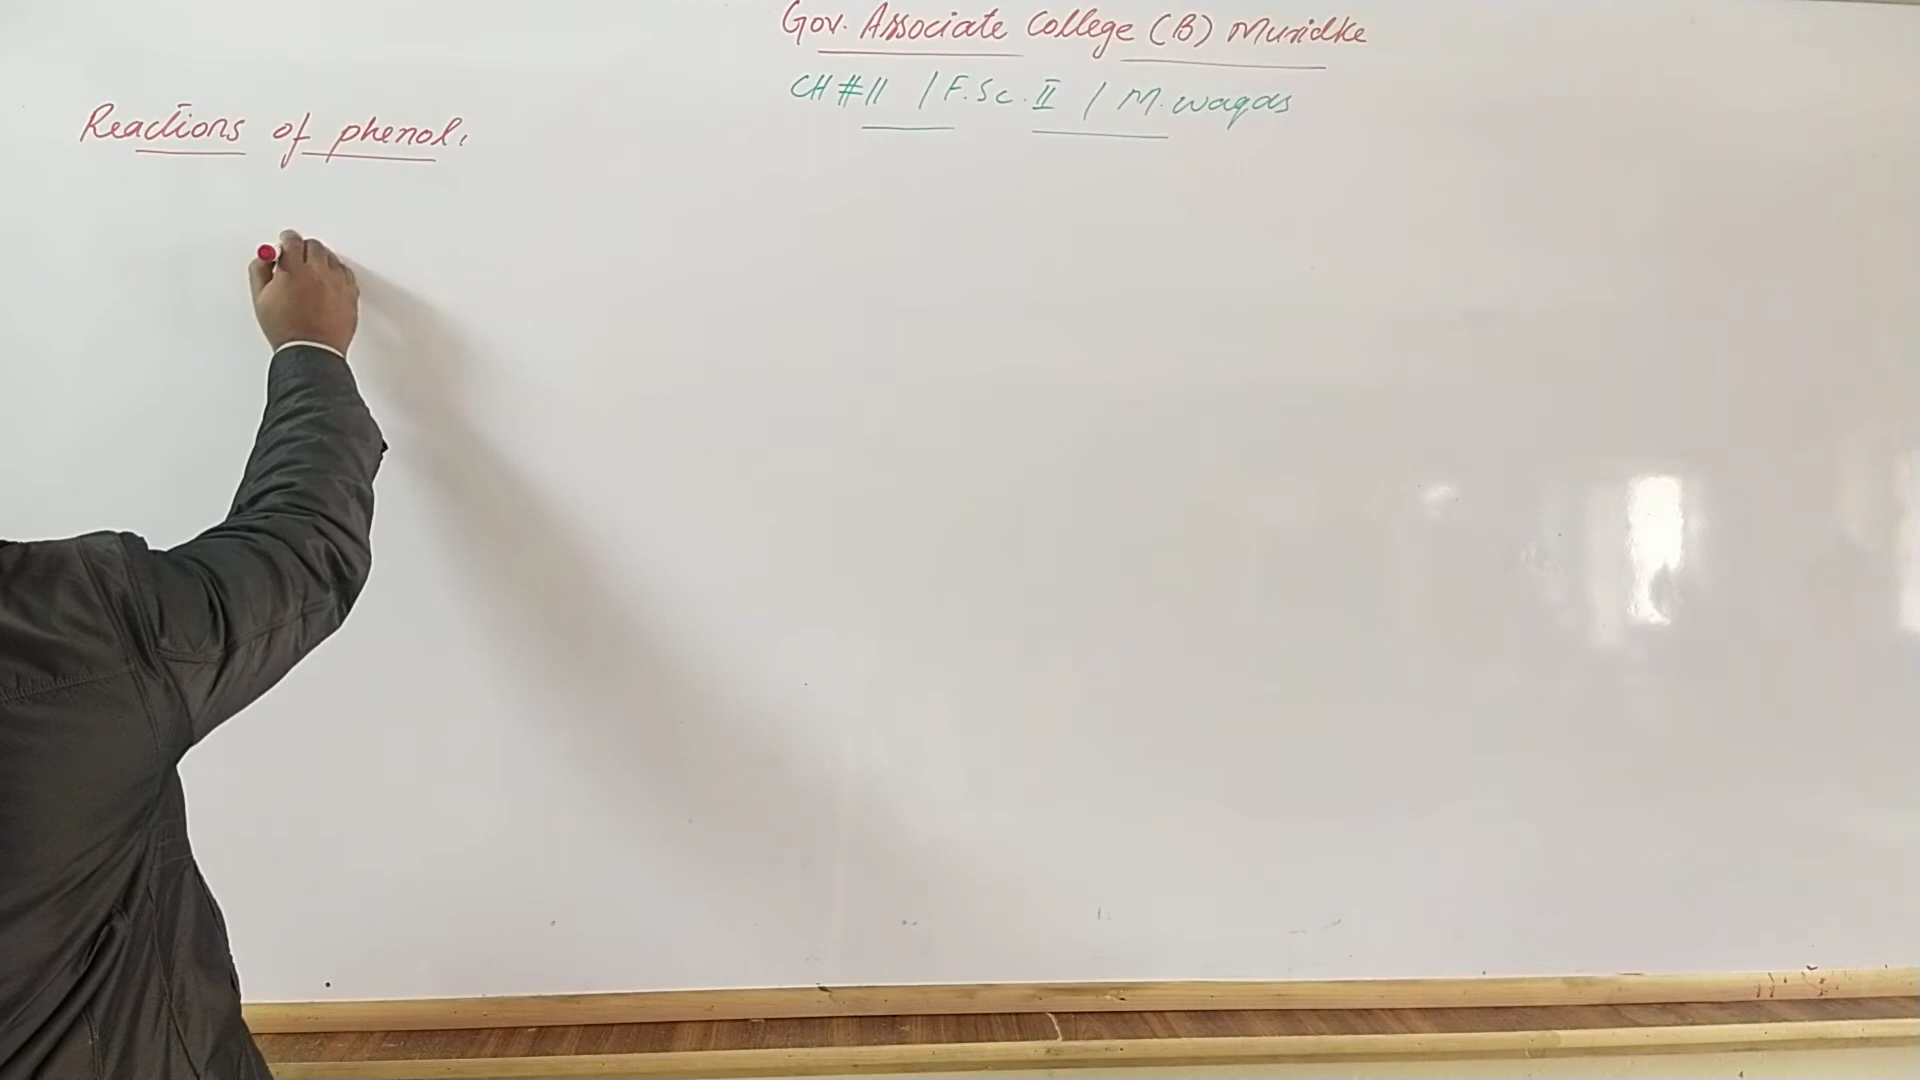 Gov. Associate College (B) Muridke
CH #11 / F.Sc. II / M. waqas
Reactions of phenol.